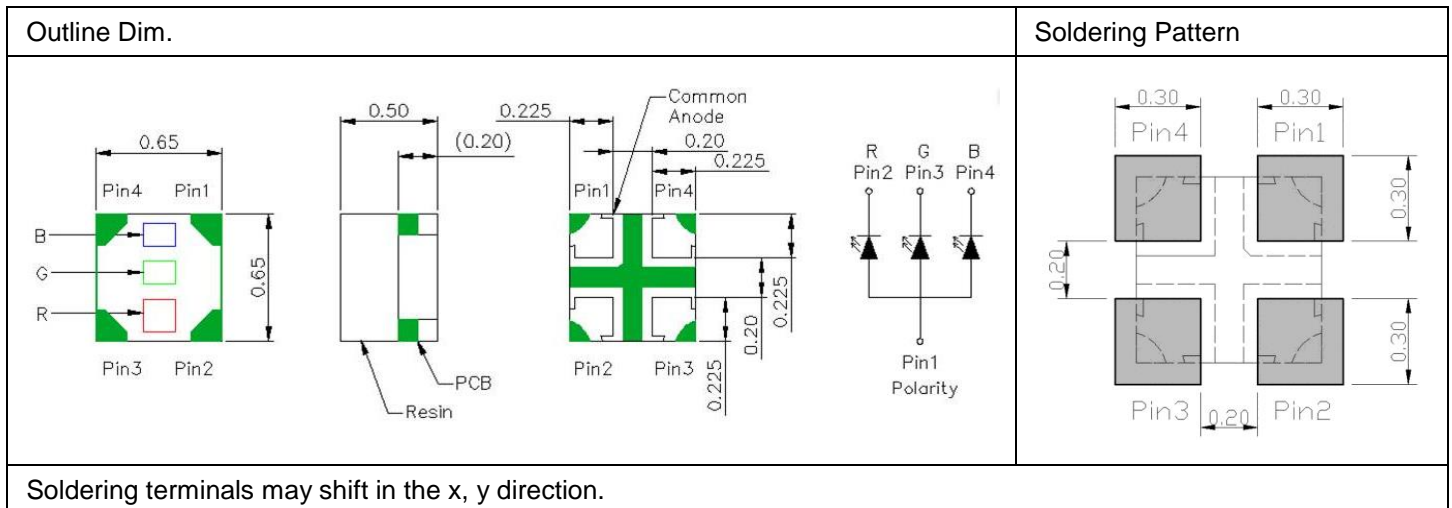 Outline Dim.
Soldering Pattern
0.65
Pin4 Pin1
B
G
R
0.65
Pin3 Pin2
0.50
(0.20)
PCB
Resin
0.225
Common
Anode
0.20
0.225
Pin1 Pin4
0.225
0.20
0.225
Pin2 Pin3
R G B
Pin2 Pin3 Pin4
Pin1
Polarity
0.30 0.30
Pin4 Pin1
0.30
0.20
0.30
Pin3 0.20 Pin2
Soldering terminals may shift in the x, y direction.